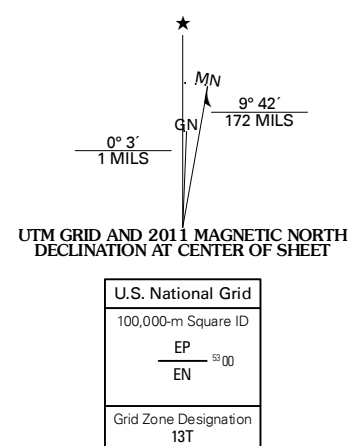 ★
MN
GN
9° 42´
172 MILS
0° 3´
1 MILS
UTM GRID AND 2011 MAGNETIC NORTH
DECLINATION AT CENTER OF SHEET
U.S. National Grid
100,000-m Square ID
EP
53 00
EN
Grid Zone Designation
13T